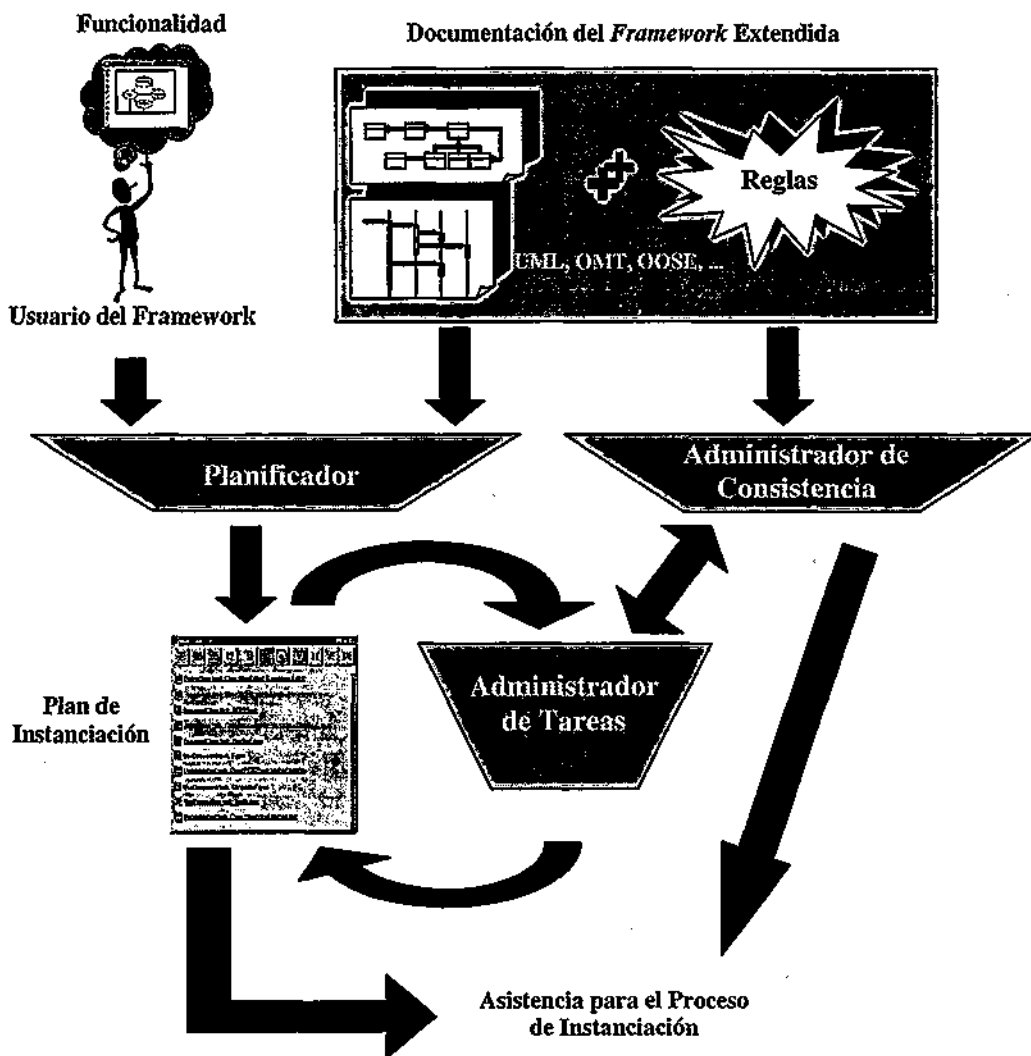 Funcionalidad
Documentación del Framework Extendida
Reglas
UML, OMT, OOSE, ...
Usuario del Framework
Planificador
Administrador de
Consistencia
Plan de
Instanciación
Administrador
de Tareas
Asistencia para el Proceso
de Instanciación